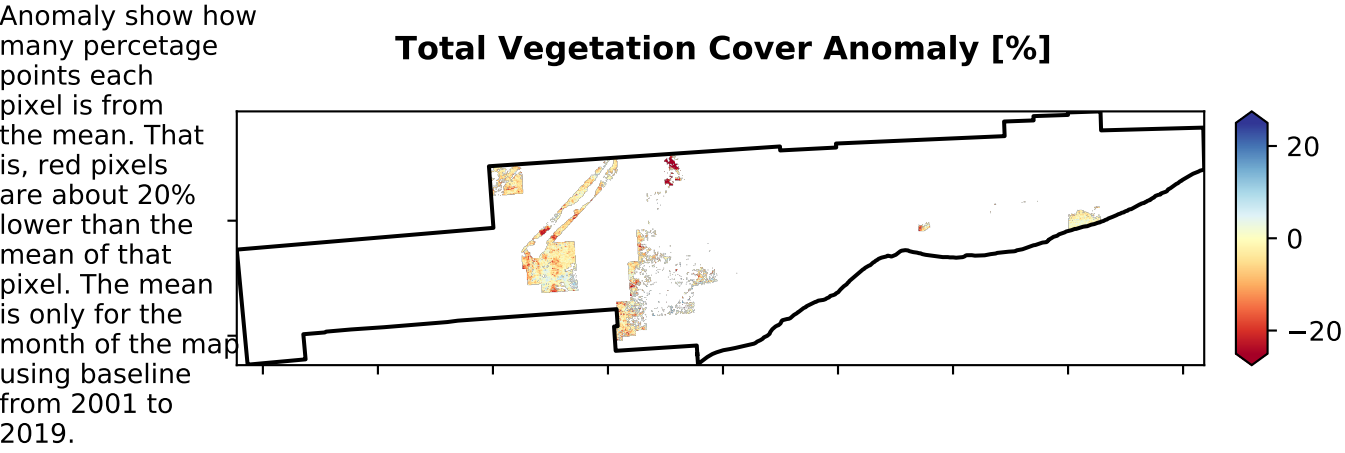 Anomaly show how
many percetage
points each
pixel is from
the mean. That
is, red pixels
are about 20%
lower than the
mean of that
pixel. The mean
is only for the
month of the map
using baseline
from 2001 to
2019.
Total Vegetation Cover Anomaly [%]
20
0
−20